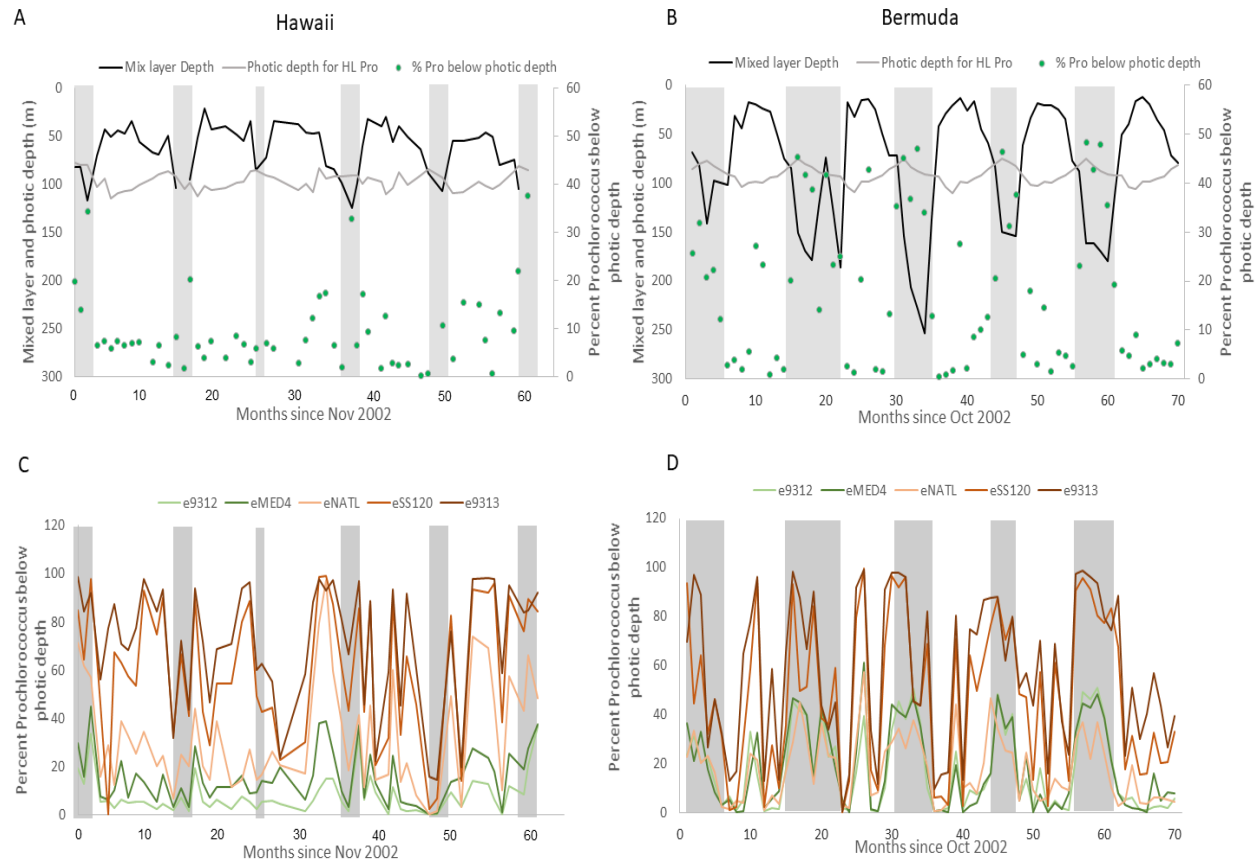 A
Hawaii
Mix layer Depth Photic depth for HL Pro % Pro below photic depth
Mixed layer and photic depth (m)
0
50
100
150
200
250
300
60
50
40
30
20
10
0
Percent Prochlorococcus below
photic depth
0 10 20 30 40 50 60
Months since Nov 2002
B
Bermuda
Mixed layer Depth Photic depth for HL Pro % Pro below photic depth
Mixed layer and photic depth (m)
0
50
100
150
200
250
300
60
50
40
30
20
10
0
Percent Prochlorococcus below
photic depth
0 10 20 30 40 50 60 70
Months since Oct 2002
C
e9312 eMED4 eNATL eSS120 e9313
Percent Prochlorococcus below
photic depth
120
100
80
60
40
20
0
0 10 20 30 40 50 60
Months since Nov 2002
D
e9312 eMED4 eNATL eSS120 e9313
Percent Prochlorococcus below
photic depth
120
100
80
60
40
20
0
0 10 20 30 40 50 60 70
Months since Oct 2002